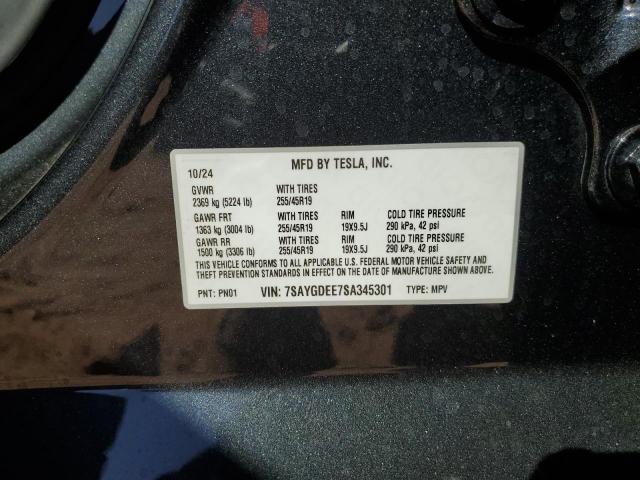 MFD BY TESLA, INC.
10/24
GVWR WITH TIRES
2369 kg (5224 lb) 255/45R19
GAWR FRT WITH TIRES RIM COLD TIRE PRESSURE
1363 kg (3004 lb) 255/45R19 19X9.5J 290 kPa, 42 psi
GAWR RR WITH TIRES RIM COLD TIRE PRESSURE
1500 kg (3306 lb) 255/45R19 19X9.5J 290 kPa, 42 psi
THIS VEHICLE CONFORMS TO ALL APPLICABLE U.S. FEDERAL MOTOR VEHICLE SAFETY AND
THEFT PREVENTION STANDARDS IN EFFECT ON THE DATE OF MANUFACTURE SHOWN ABOVE.
PNT: PN01 VIN: 7SAYGDEE7SA345301 TYPE: MPV